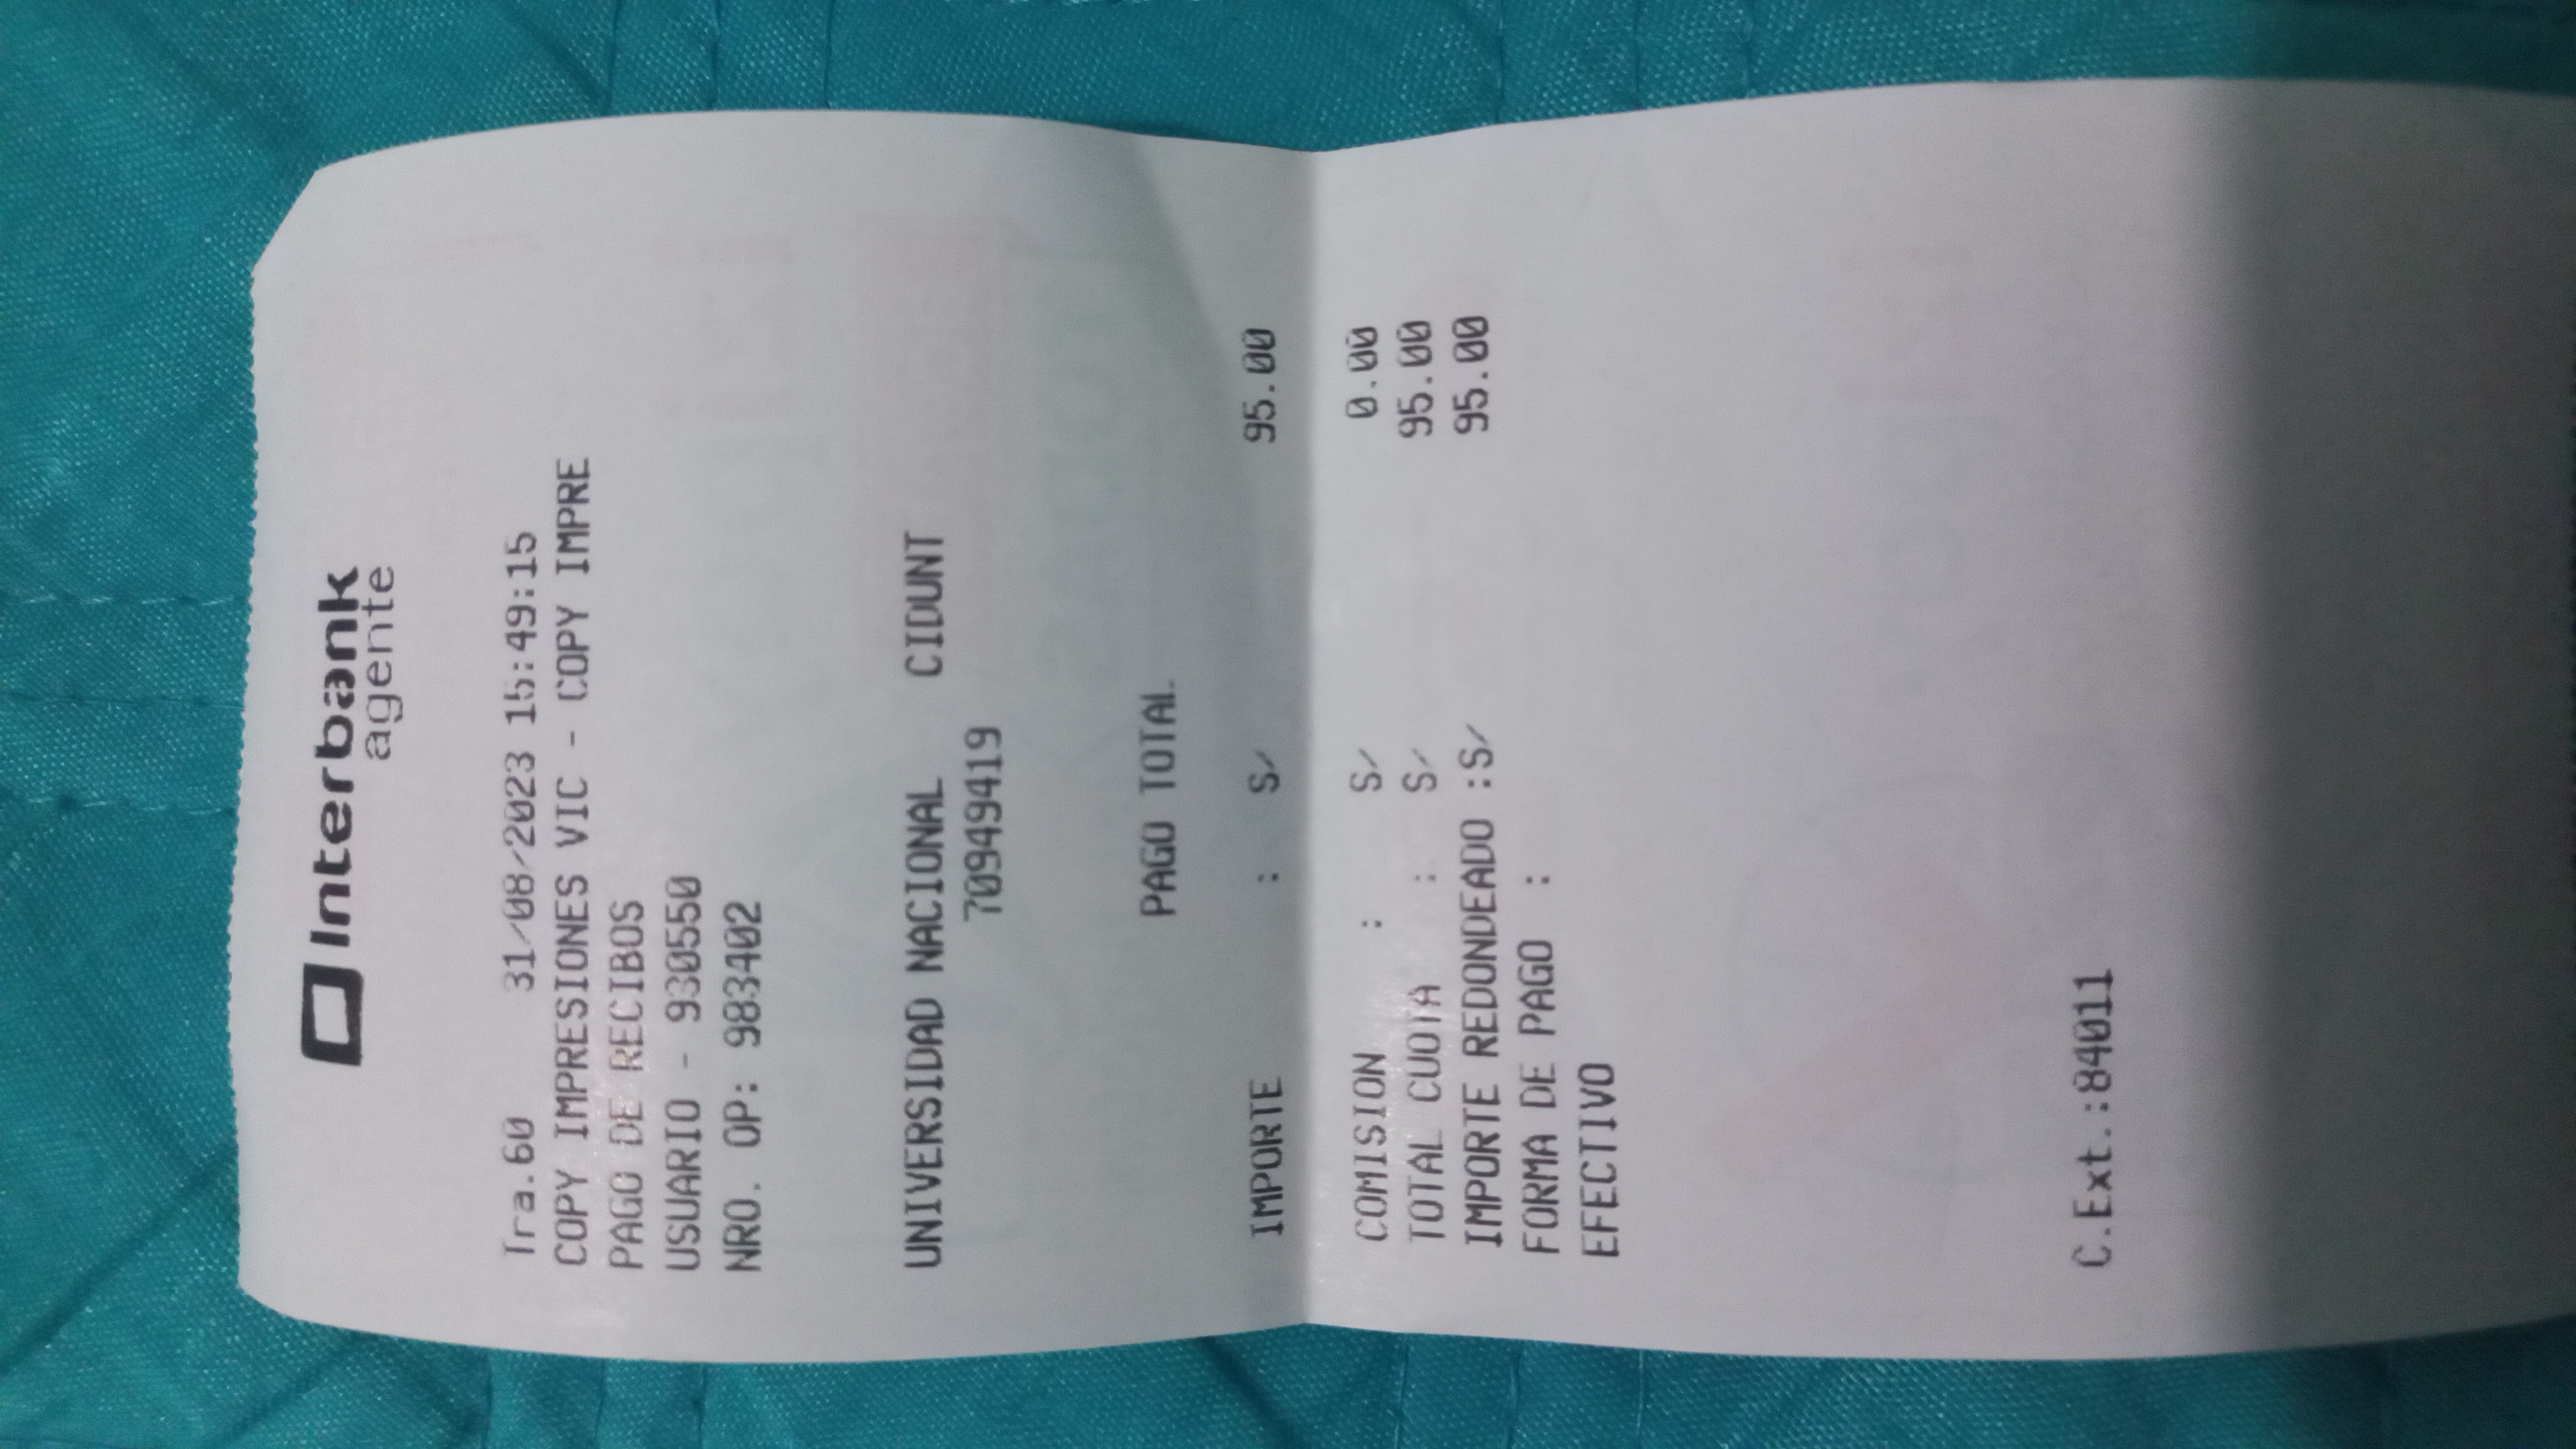 Interbank
agente
Tra.60 31/08/2023 15:49:15
COPY IMPRESIONES VIC - COPY IMPRE
PAGO DE RECIBOS
USUARIO - 930550
NRO. OP: 983402
UNIVERSIDAD NACIONAL CIDUNT
70949419
PAGO TOTAL
IMPORTE : S/ 95.00
COMISION : S/ 0.00
TOTAL CUOTA : S/ 95.00
IMPORTE REDONDEADO :S/ 95.00
FORMA DE PAGO :
EFECTIVO
C.Ext.:84011